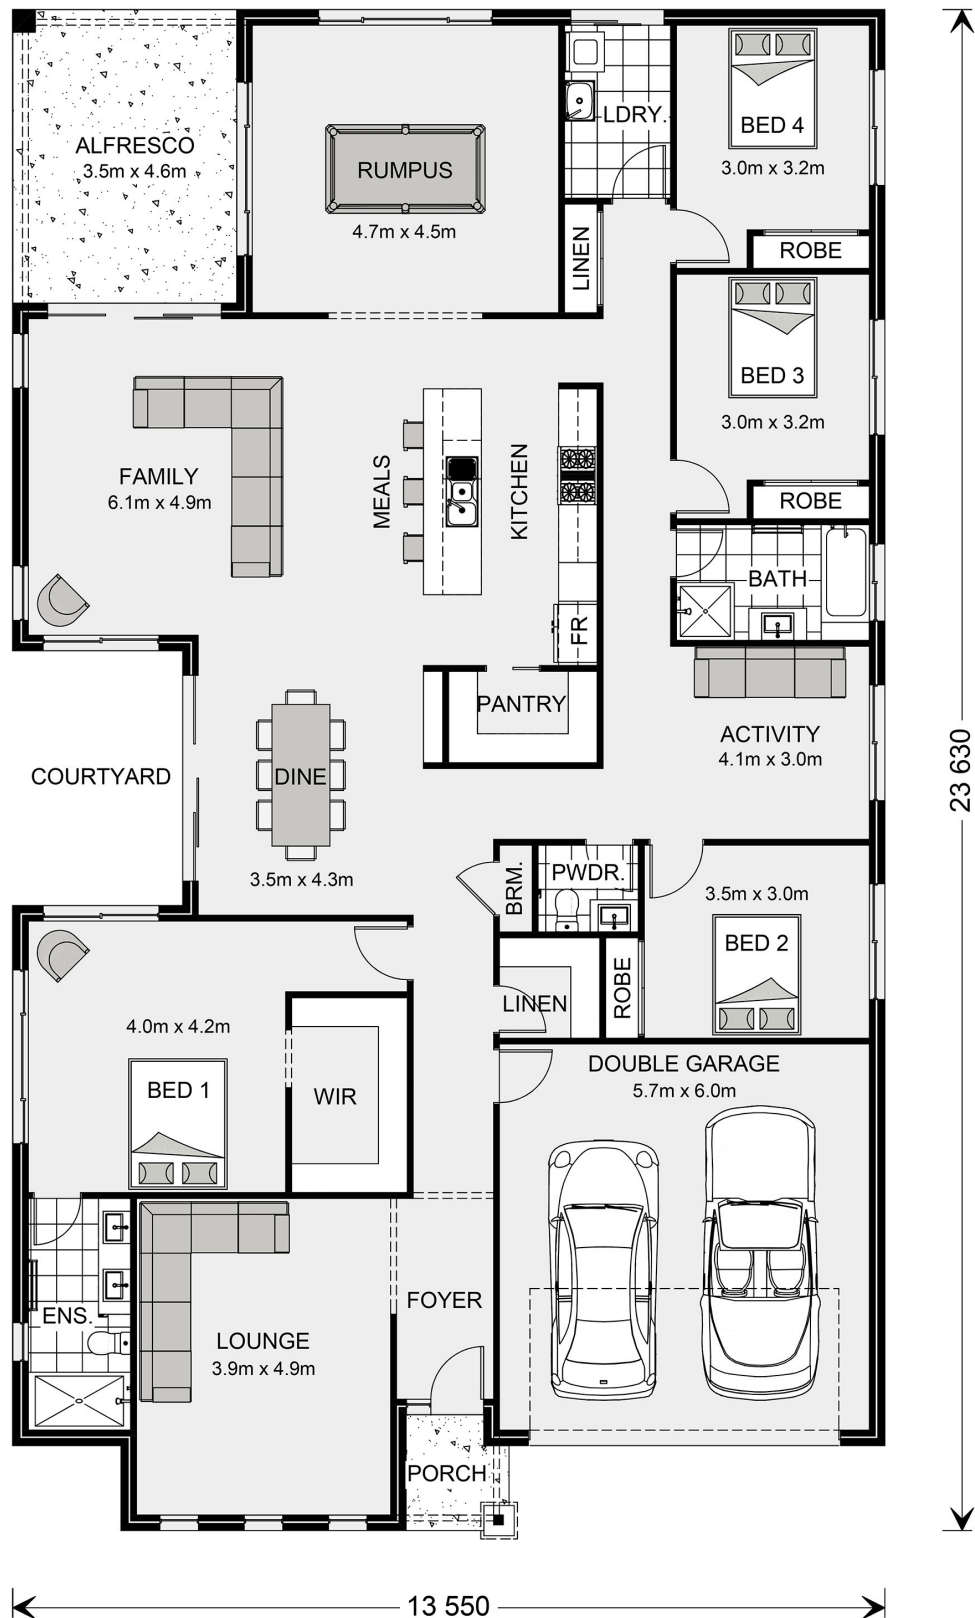 ALFRESCO
3.5m x 4.6m
RUMPUS
4.7m x 4.5m
LDRY.
LINEN
BED 4
3.0m x 3.2m
ROBE
BED 3
3.0m x 3.2m
ROBE
FAMILY
6.1m x 4.9m
MEALS
KITCHEN
FR
BATH
PANTRY
ACTIVITY
4.1m x 3.0m
COURTYARD
DINE
3.5m x 4.3m
BRM.
PWDR.
3.5m x 3.0m
BED 2
LINEN
ROBE
4.0m x 4.2m
BED 1
WIR
DOUBLE GARAGE
5.7m x 6.0m
ENS.
LOUNGE
3.9m x 4.9m
FOYER
PORCH
23 630
13 550